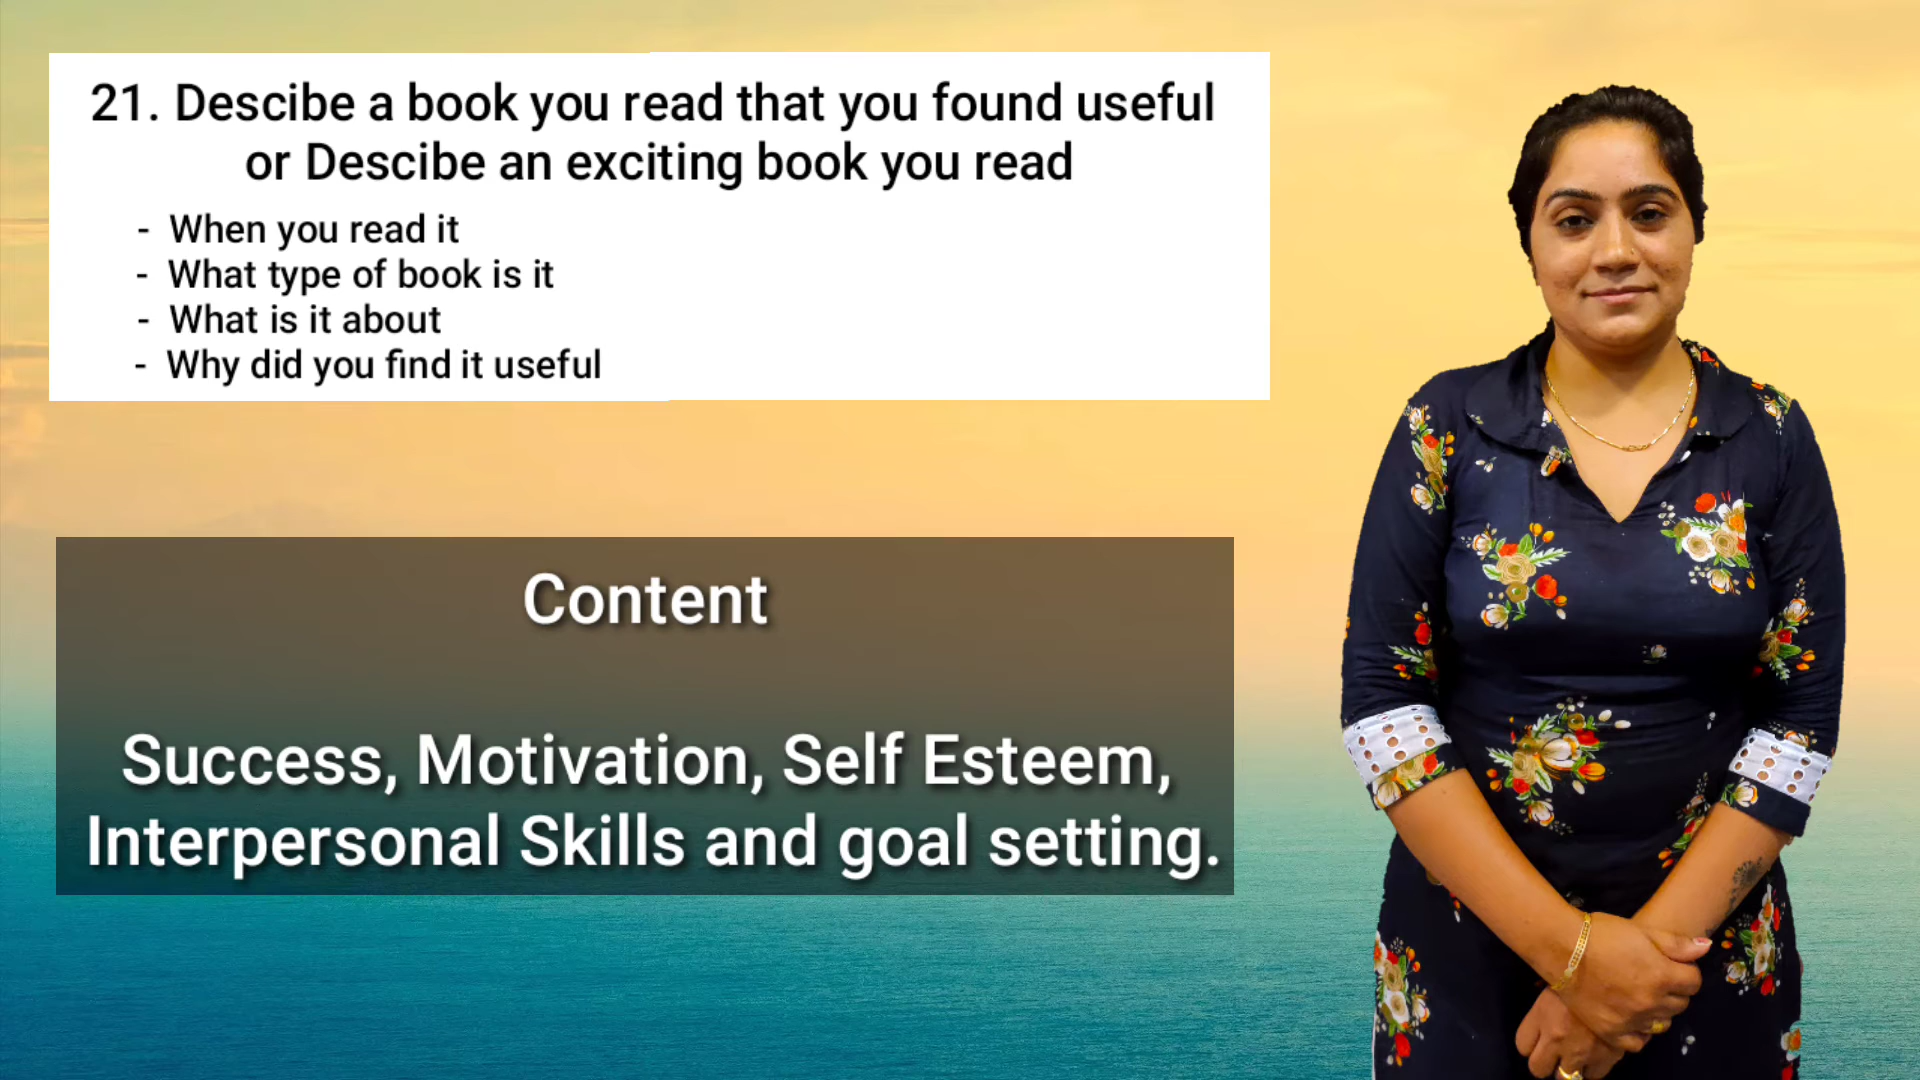 21. Descibe a book you read that you found useful
or Descibe an exciting book you read
- When you read it
- What type of book is it
- What is it about
- Why did you find it useful
Content
Success, Motivation, Self Esteem,
Interpersonal Skills and goal setting.